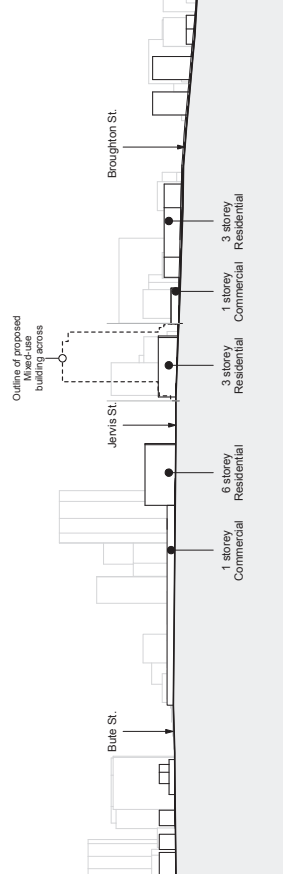 Outline of proposed
Mixed-use
building across
Bute St.
Jervis St.
Broughton St.
1 storey
Commercial
6 storey
Residential
3 storey
Residential
1 storey
Commercial
3 storey
Residential